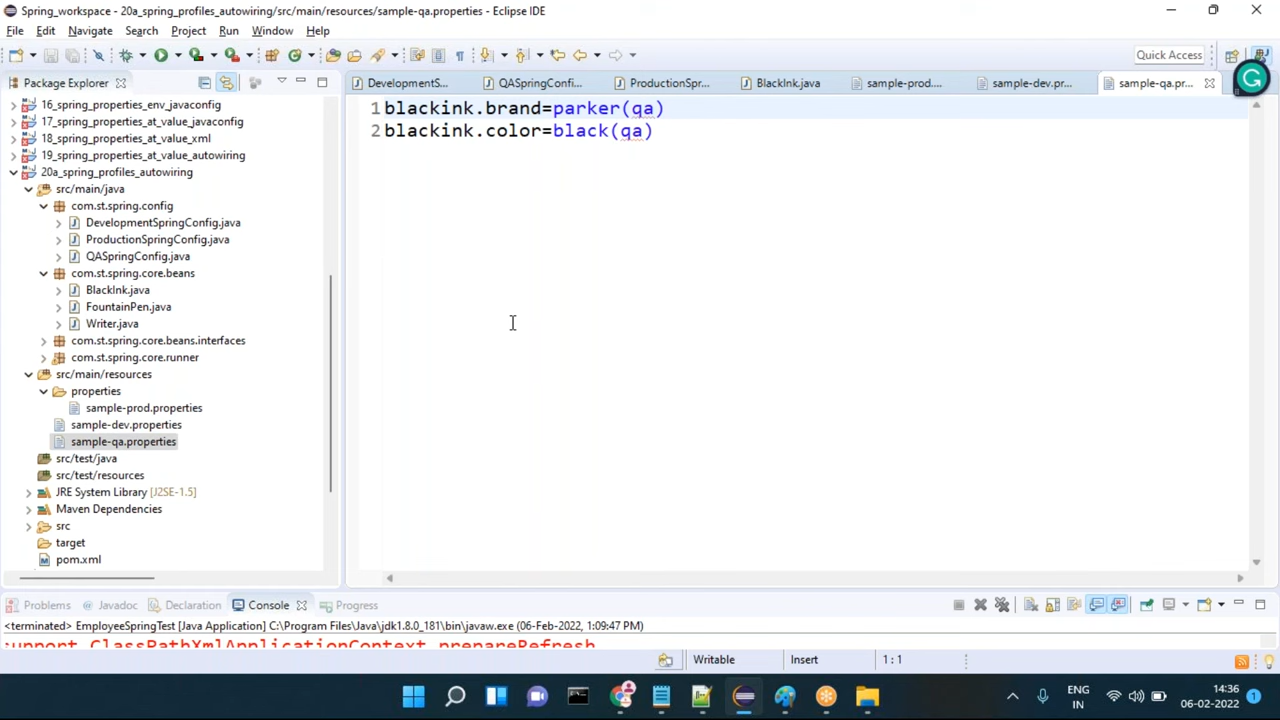 Spring_workspace - 20a_spring_profiles_autowiring/src/main/resources/sample-qa.properties - Eclipse IDE
File Edit Navigate Search Project Run Window Help
Quick Access
Package Explorer
DevelopmentS... QASpringConfi... ProductionSpr... BlackInk.java sample-prod.... sample-dev.pr... sample-qa.pr...
16_spring_properties_env_javaconfig
17_spring_properties_at_value_javaconfig
18_spring_properties_at_value_xml
19_spring_properties_at_value_autowiring
20a_spring_profiles_autowiring
src/main/java
com.st.spring.config
DevelopmentSpringConfig.java
ProductionSpringConfig.java
QASpringConfig.java
com.st.spring.core.beans
BlackInk.java
FountainPen.java
Writer.java
com.st.spring.core.beans.interfaces
com.st.spring.core.runner
src/main/resources
properties
sample-prod.properties
sample-dev.properties
sample-qa.properties
src/test/java
src/test/resources
JRE System Library [J2SE-1.5]
Maven Dependencies
src
target
pom.xml
1 blackink.brand=parker(qa)
2 blackink.color=black(qa)
Problems Javadoc Declaration Console Progress
<terminated> EmployeeSpringTest [Java Application] C:\Program Files\Java\jdk1.8.0_181\bin\javaw.exe (06-Feb-2022, 1:09:47 PM)
support.ClassPathXmlApplicationContext prepareRefresh
Writable Insert 1 : 1
ENG
IN
14:36
06-02-2022
1